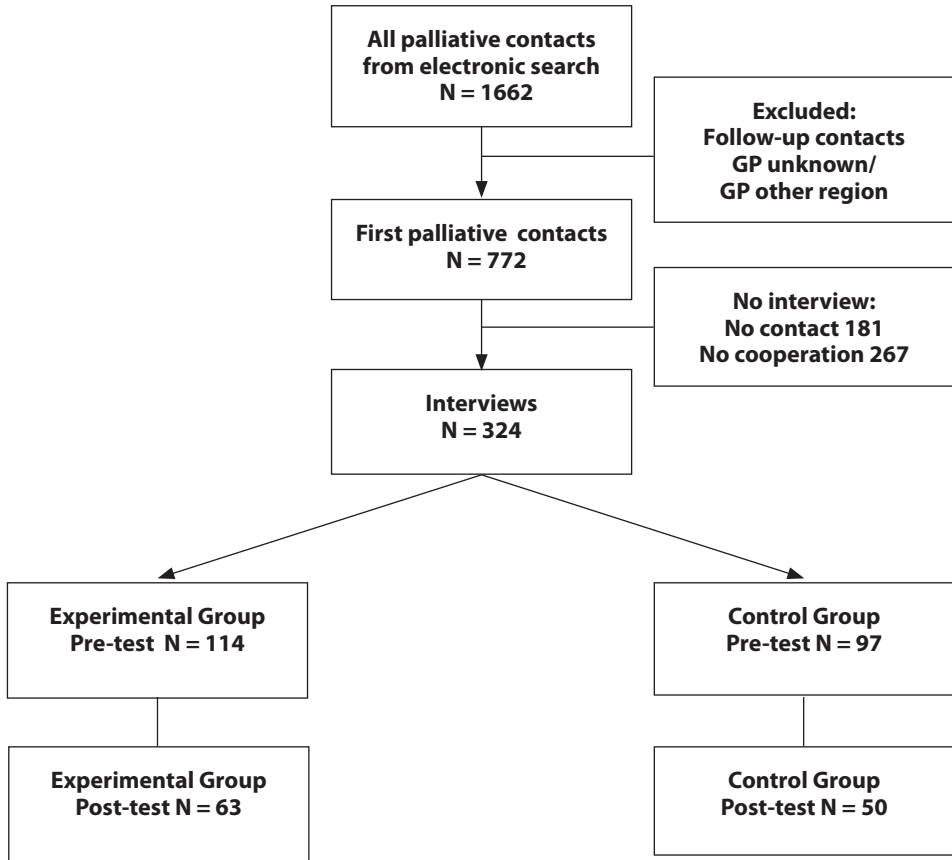 All palliative contacts
from electronic search
N = 1662
Excluded:
Follow-up contacts
GP unknown/
GP other region
First palliative contacts
N = 772
No interview:
No contact 181
No cooperation 267
Interviews
N = 324
Experimental Group
Pre-test N = 114
Control Group
Pre-test N = 97
Experimental Group
Post-test N = 63
Control Group
Post-test N = 50